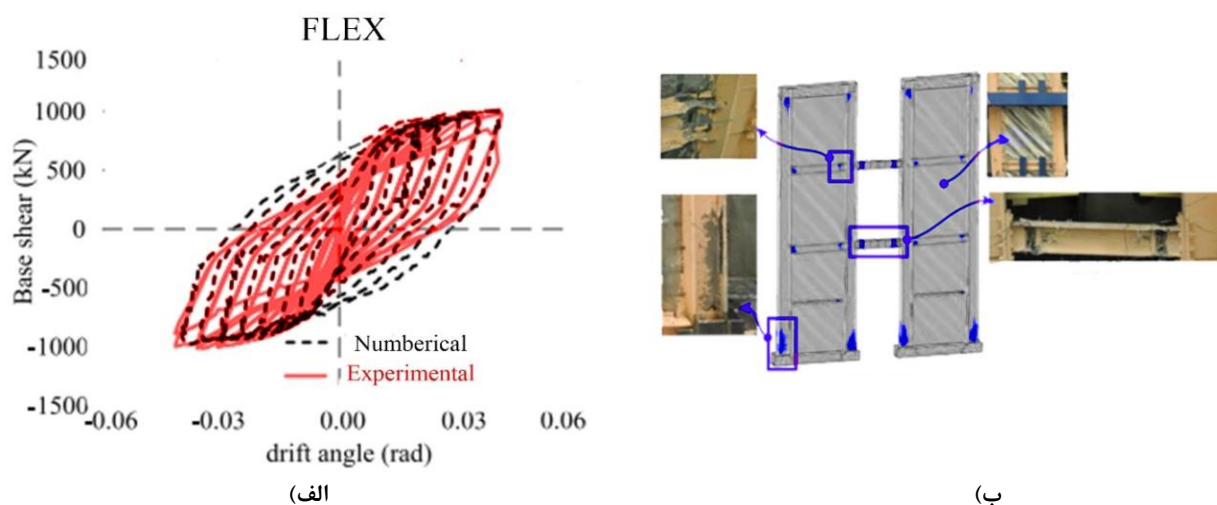 FLEX
1500
1000
500
0
-500
-1000
-1500
Base shear (kN)
Numberical
Experimental
-0.06 -0.03 0.00 0.03 0.06
drift angle (rad)
الف)
ب)